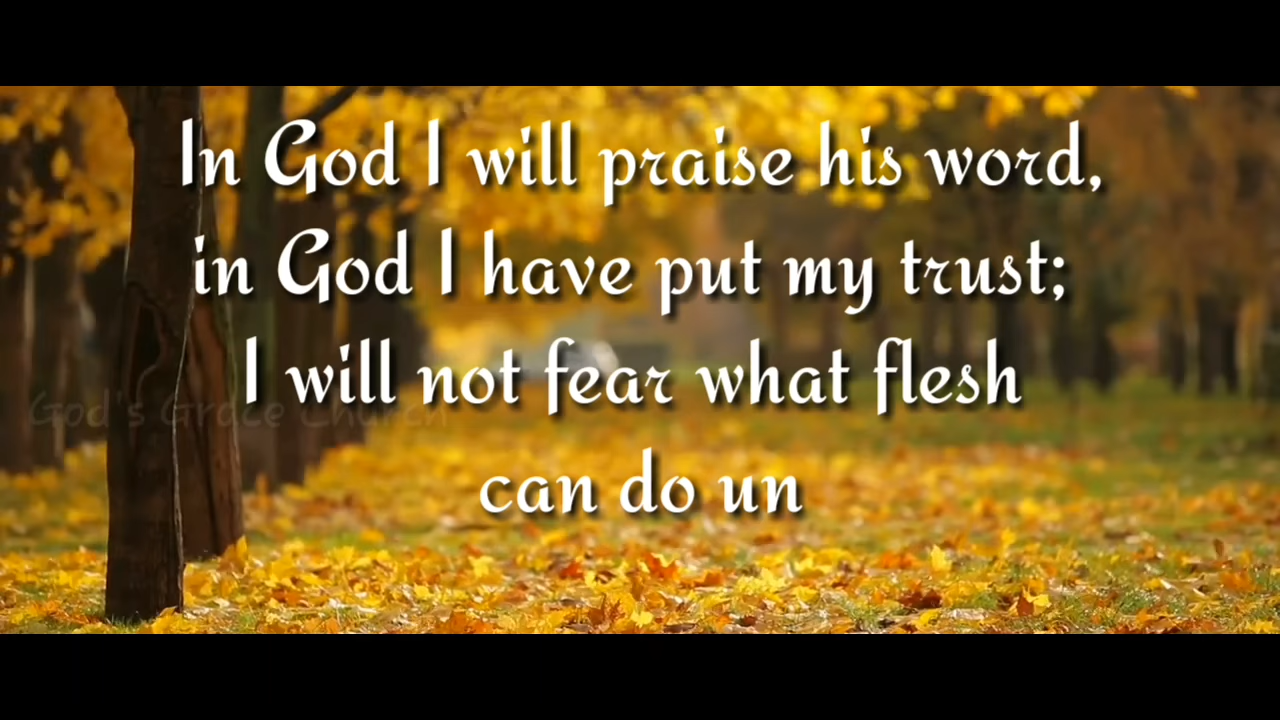 In God I will praise his word,
in God I have put my trust;
I will not fear what flesh
God's Grace Church
can do un